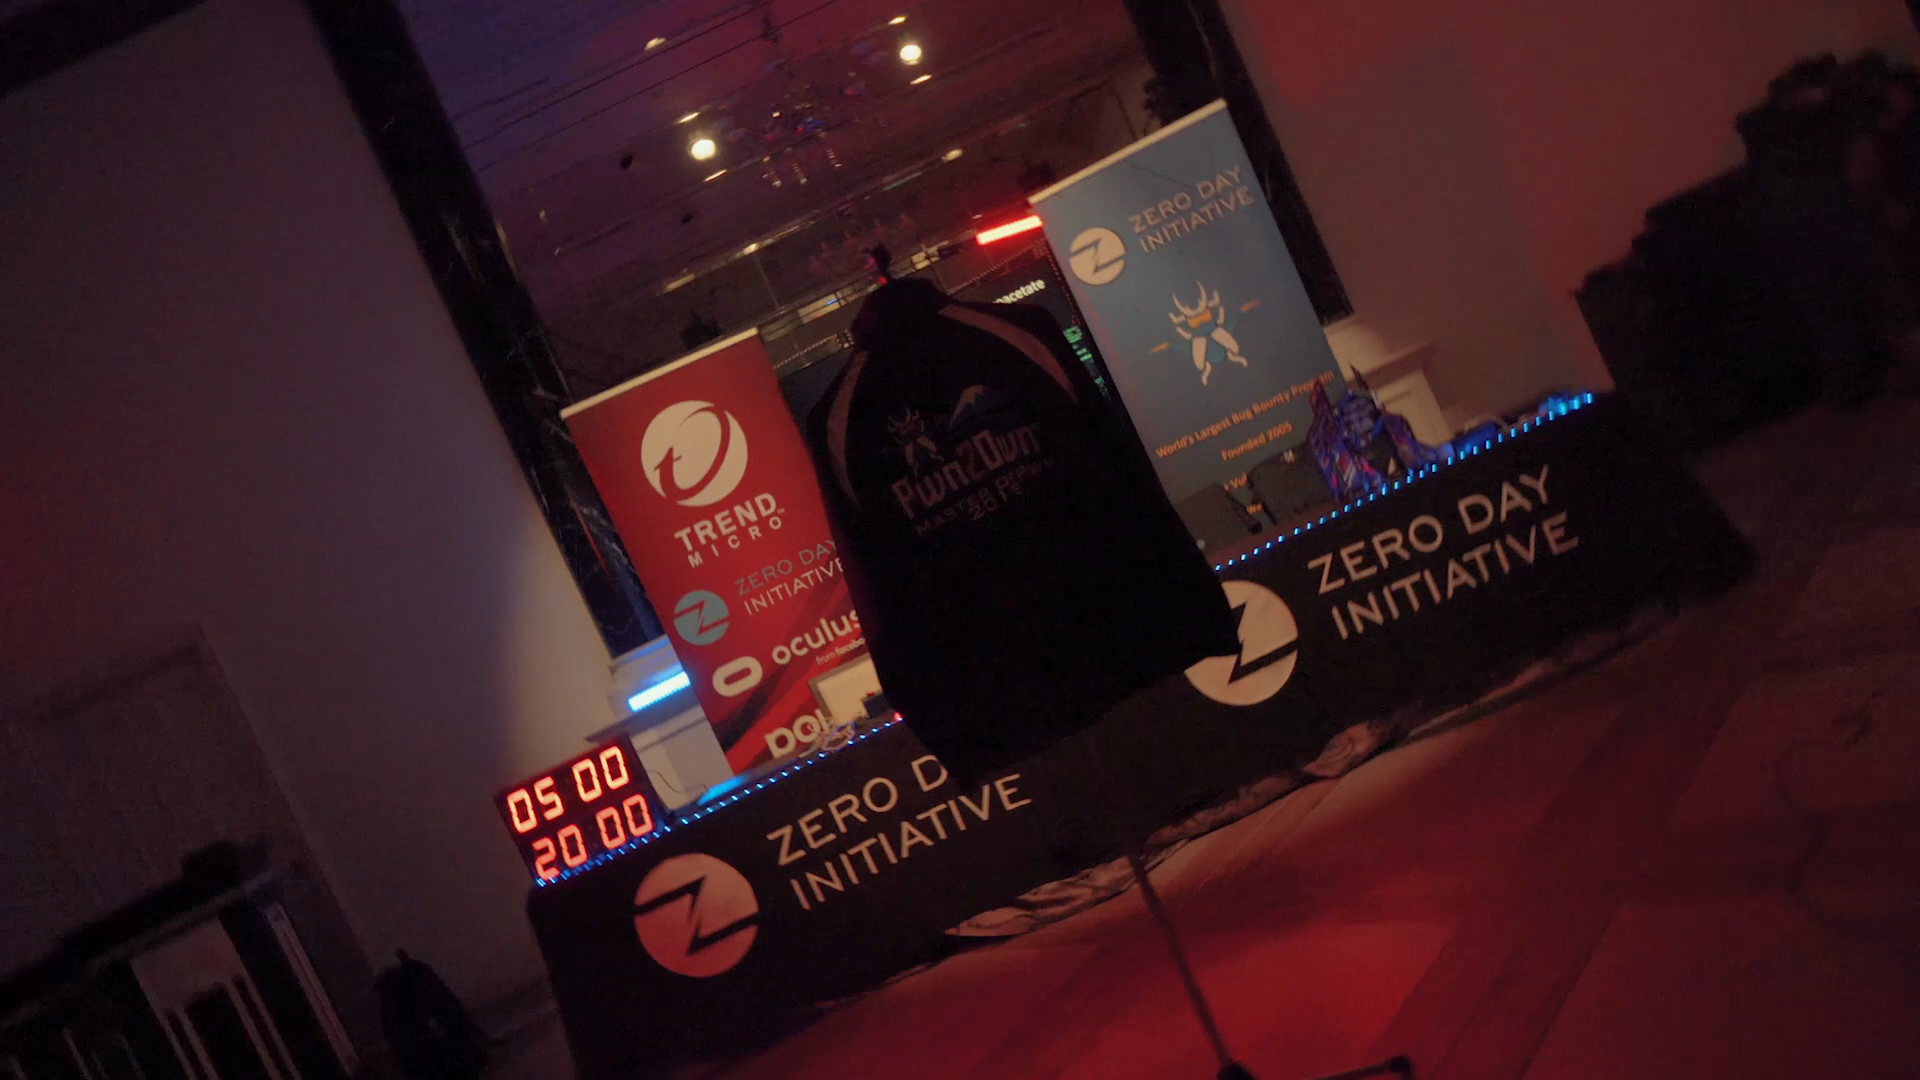 ZERO DAY
INITIATIVE
World's Largest Bug Bounty Program
Founded 2005
Pwn2Own
TREND
MICRO
ZERO DAY
INITIATIVE
oculus
from
05 00
20 00
ZERO D
INITIATIVE
ZERO DAY
INITIATIVE